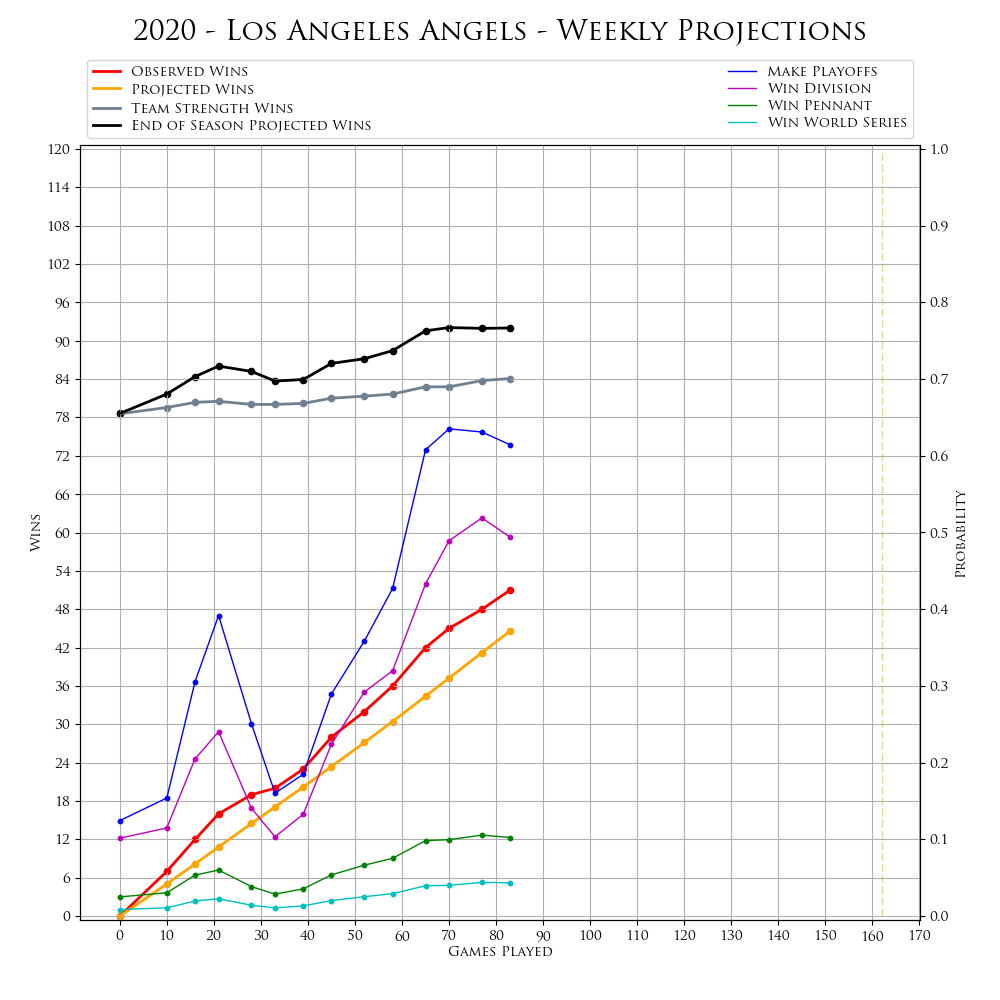 2020 - Los Angeles Angels - Weekly Projections
Observed Wins
Projected Wins
Team Strength Wins
End of Season Projected Wins
Make Playoffs
Win Division
Win Pennant
Win World Series
120
114
108
102
96
90
84
78
72
66
60
54
48
42
36
30
24
18
12
6
0
Wins
1.0
0.9
0.8
0.7
0.6
0.5
0.4
0.3
0.2
0.1
0.0
Probability
0 10 20 30 40 50 60 70 80 90 100 110 120 130 140 150 160 170
Games Played